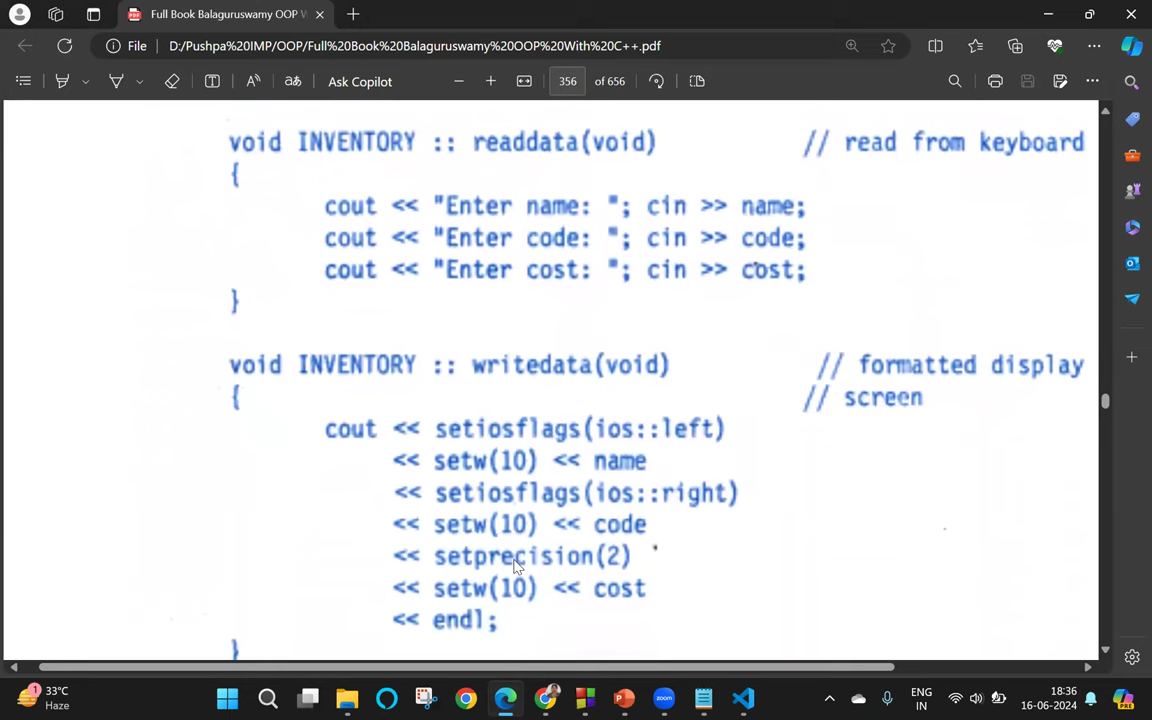 Full Book Balaguruswamy OOP W
File
D:/Pushpa%20IMP/OOP/Full%20Book%20Balaguruswamy%20OOP%20With%20C++.pdf
aあ
Ask Copilot
356 of 656
void INVENTORY :: readdata(void) // read from keyboard
{
cout << "Enter name: "; cin >> name;
cout << "Enter code: "; cin >> code;
cout << "Enter cost: "; cin >> cost;
}
void INVENTORY :: writedata(void) // formatted display
{ // screen
cout << setiosflags(ios::left)
<< setw(10) << name
<< setiosflags(ios::right)
<< setw(10) << code
<< setprecision(2)
<< setw(10) << cost
<< endl;
}
1
33°C
Haze
ENG
IN
18:36
16-06-2024
PRE